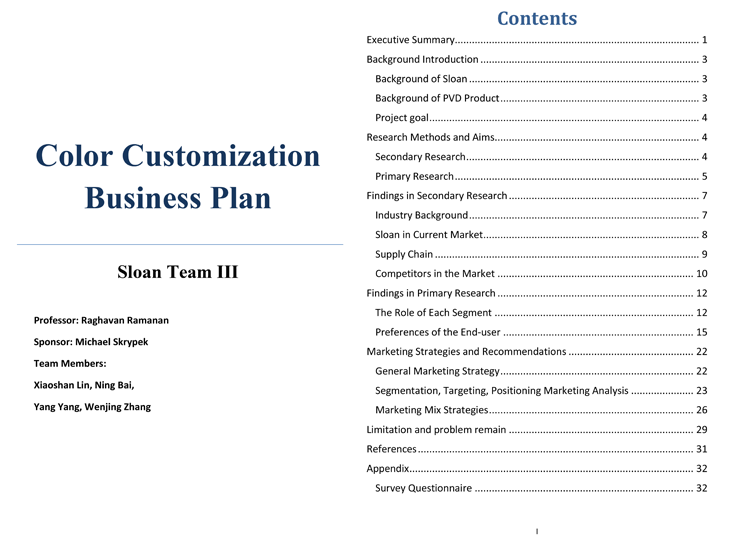 Color Customization
Business Plan
Sloan Team III
Professor: Raghavan Ramanan
Sponsor: Michael Skrypek
Team Members:
Xiaoshan Lin, Ning Bai,
Yang Yang, Wenjing Zhang
Contents
Executive Summary 1
Background Introduction 3
Background of Sloan 3
Background of PVD Product 3
Project goal 4
Research Methods and Aims 4
Secondary Research 4
Primary Research 5
Findings in Secondary Research 7
Industry Background 7
Sloan in Current Market 8
Supply Chain 9
Competitors in the Market 10
Findings in Primary Research 12
The Role of Each Segment 12
Preferences of the End-user 15
Marketing Strategies and Recommendations 22
General Marketing Strategy 22
Segmentation, Targeting, Positioning Marketing Analysis 23
Marketing Mix Strategies 26
Limitation and problem remain 29
References 31
Appendix 32
Survey Questionnaire 32
I